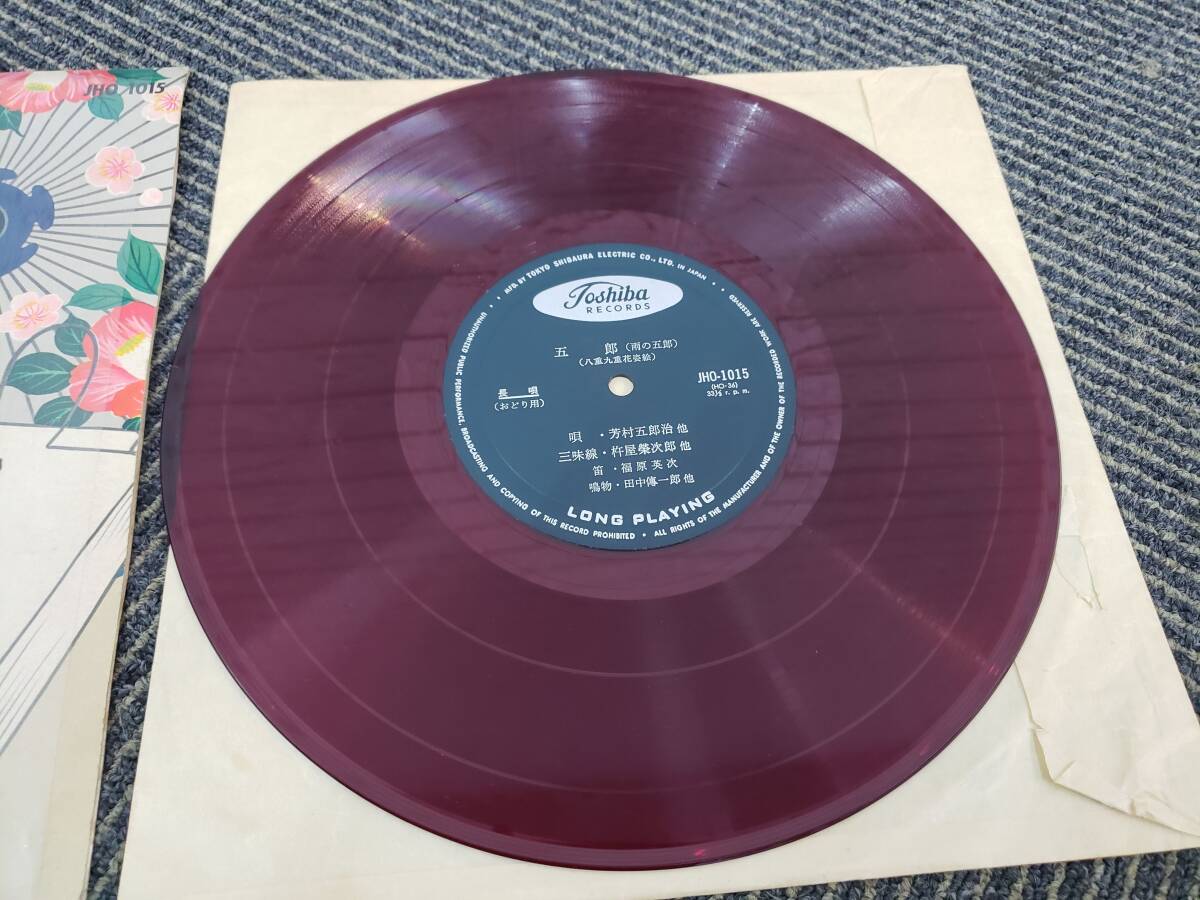 JHO 1015
MFD. BY TOKYO SHIBAURA ELECTRIC CO., LTD. IN JAPAN
Toshiba
RECORDS
五 郎 (雨の五郎)
(八重九重花姿絵)
JHO-1015
(HO-36)
33⅓ r. p. m.
長 唄
(おどり用)
唄 ・ 芳村五郎治 他
三味線 ・ 杵屋榮次郎 他
笛 ・ 福原英次
鳴物 ・ 田中傳一郎 他
LONG PLAYING
UNAUTHORIZED PUBLIC PERFORMANCE, BROADCASTING AND COPYING OF THIS RECORD PROHIBITED • ALL RIGHTS OF THE MANUFACTURER AND OF THE OWNER OF THE RECORDED WORK ARE RESERVED